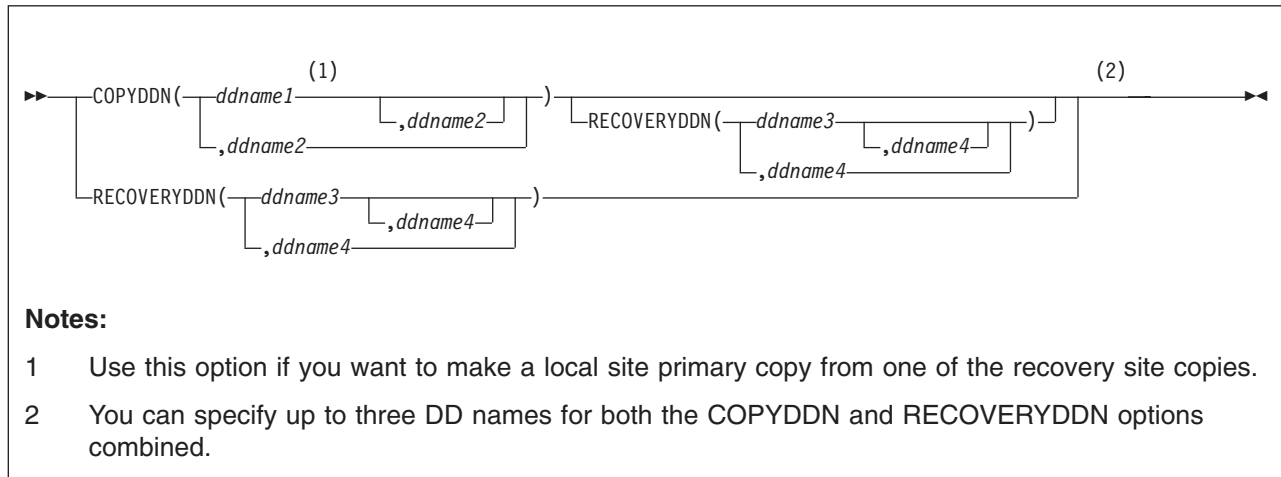 (1) (2)
COPYDDN( ddname1 ,ddname2 ) RECOVERYDDN( ddname3 ,ddname4 )
,ddname2 ,ddname4
RECOVERYDDN( ddname3 ,ddname4 )
,ddname4
Notes:
1 Use this option if you want to make a local site primary copy from one of the recovery site copies.
2 You can specify up to three DD names for both the COPYDDN and RECOVERYDDN options
combined.